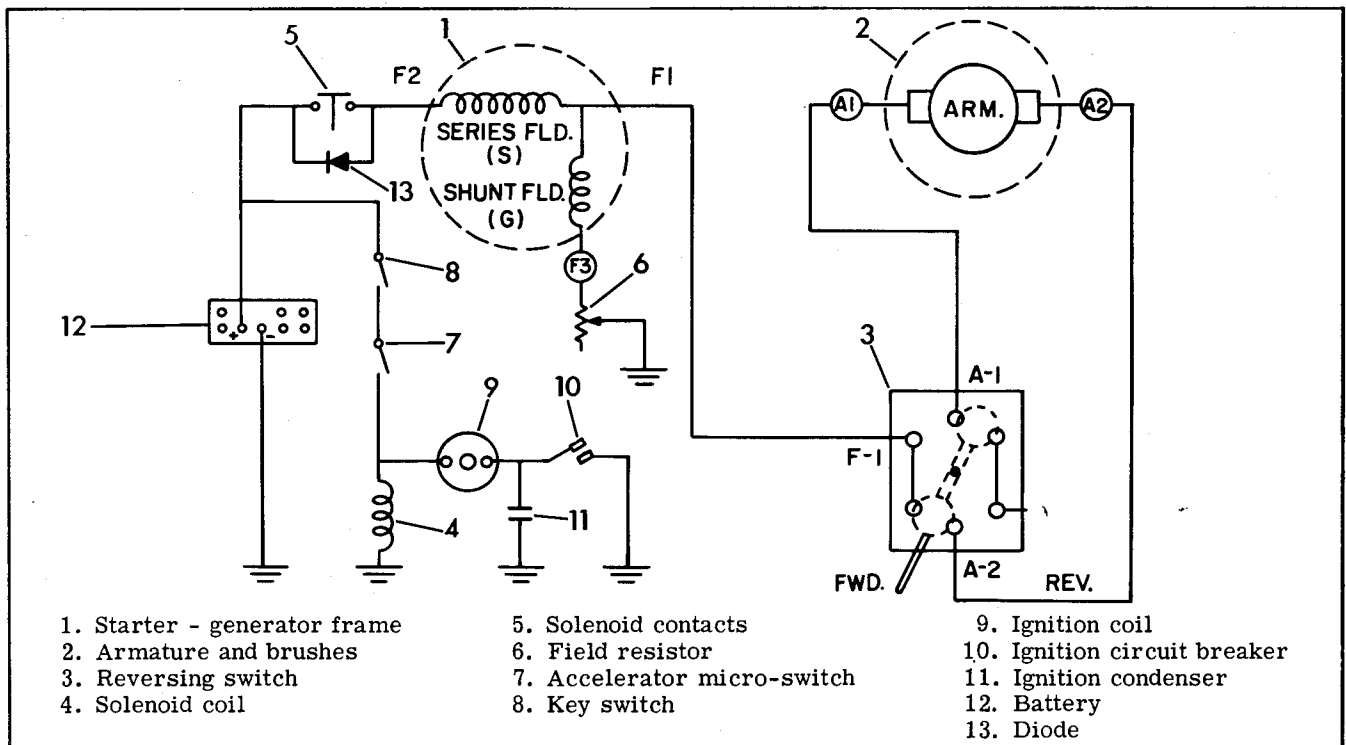 5
1
2
F2
F1
A1
ARM.
A2
SERIES FLD.
(S)
13
SHUNT FLD.
(G)
8
F3
6
12
+
-
7
3
A-1
9
10
F-1
4
11
A-2
FWD.
REV.
1. Starter - generator frame
2. Armature and brushes
3. Reversing switch
4. Solenoid coil
5. Solenoid contacts
6. Field resistor
7. Accelerator micro-switch
8. Key switch
9. Ignition coil
10. Ignition circuit breaker
11. Ignition condenser
12. Battery
13. Diode